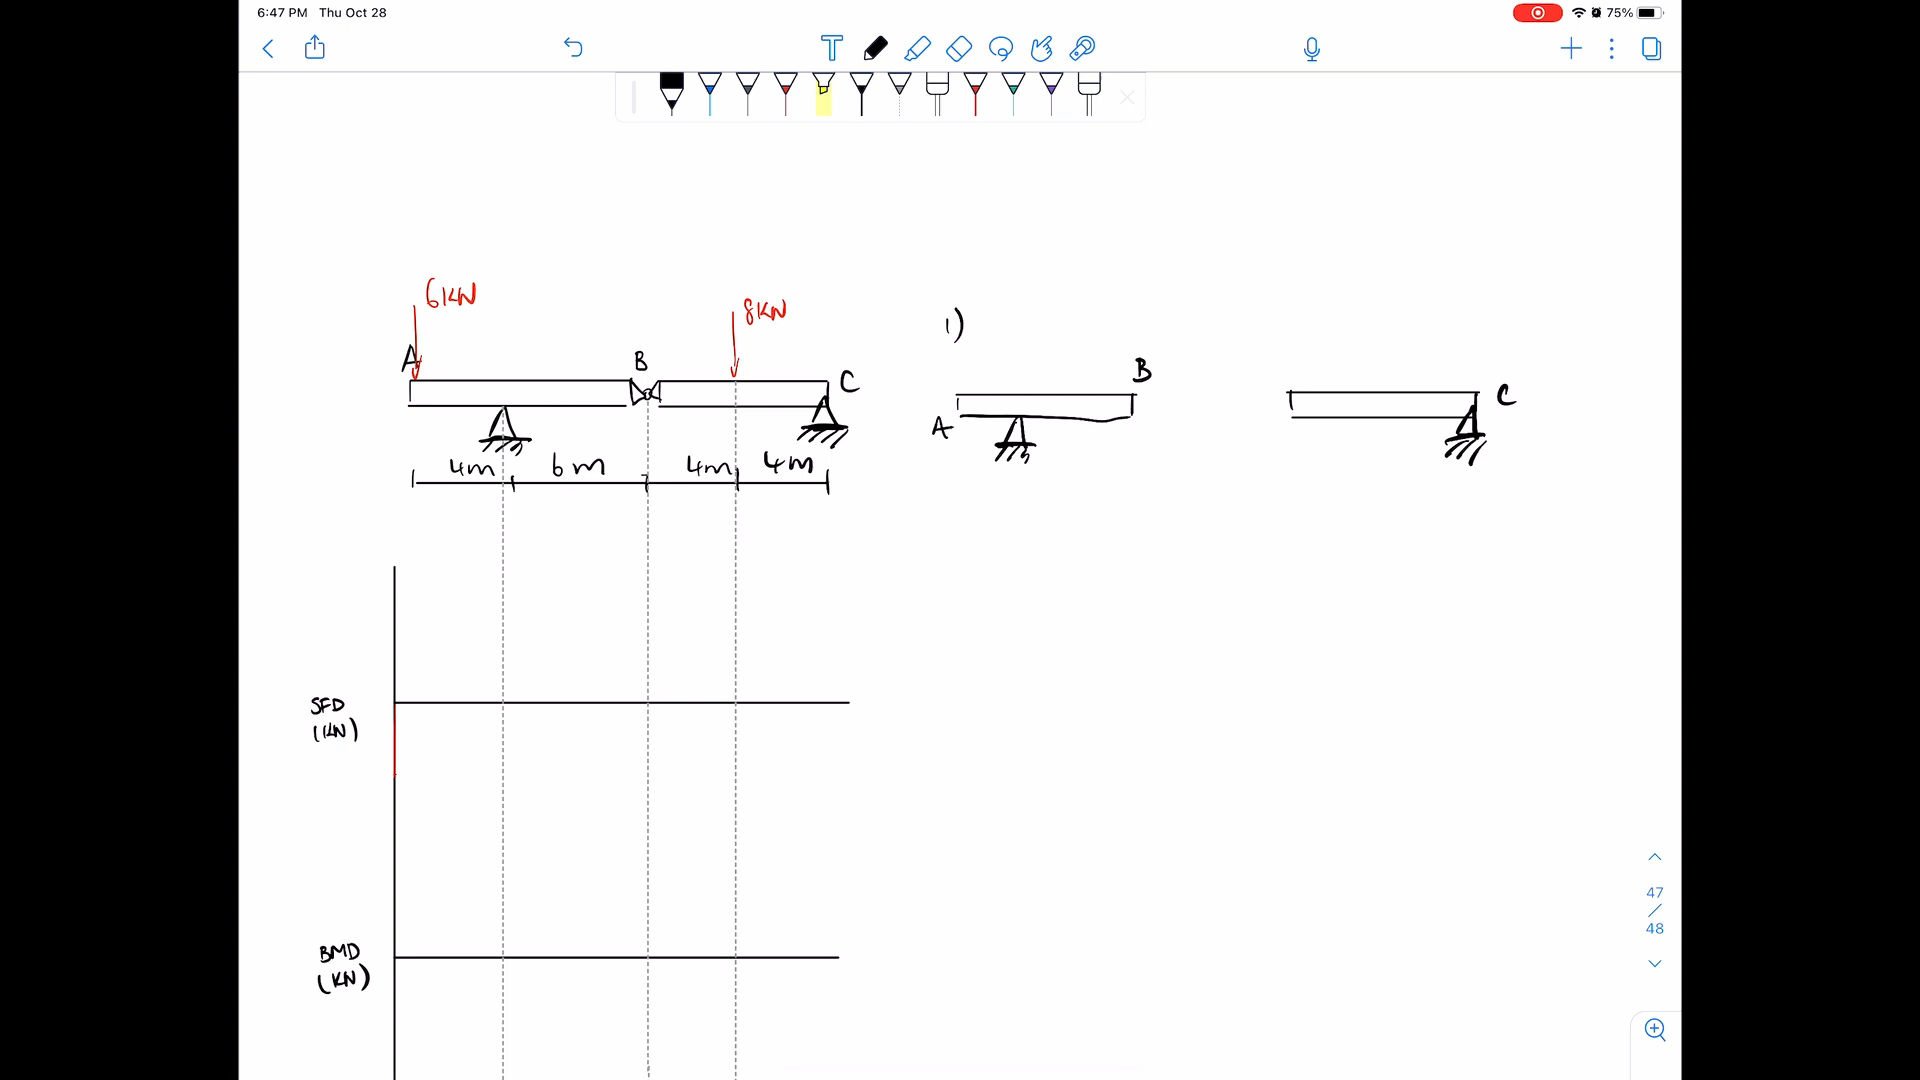 6:47 PM Thu Oct 28
75%
6KN
8KN
1)
A
B
C
B
C
A
4m 6m 4m 4m
SFD
(KN)
47
48
BMD
(KN)